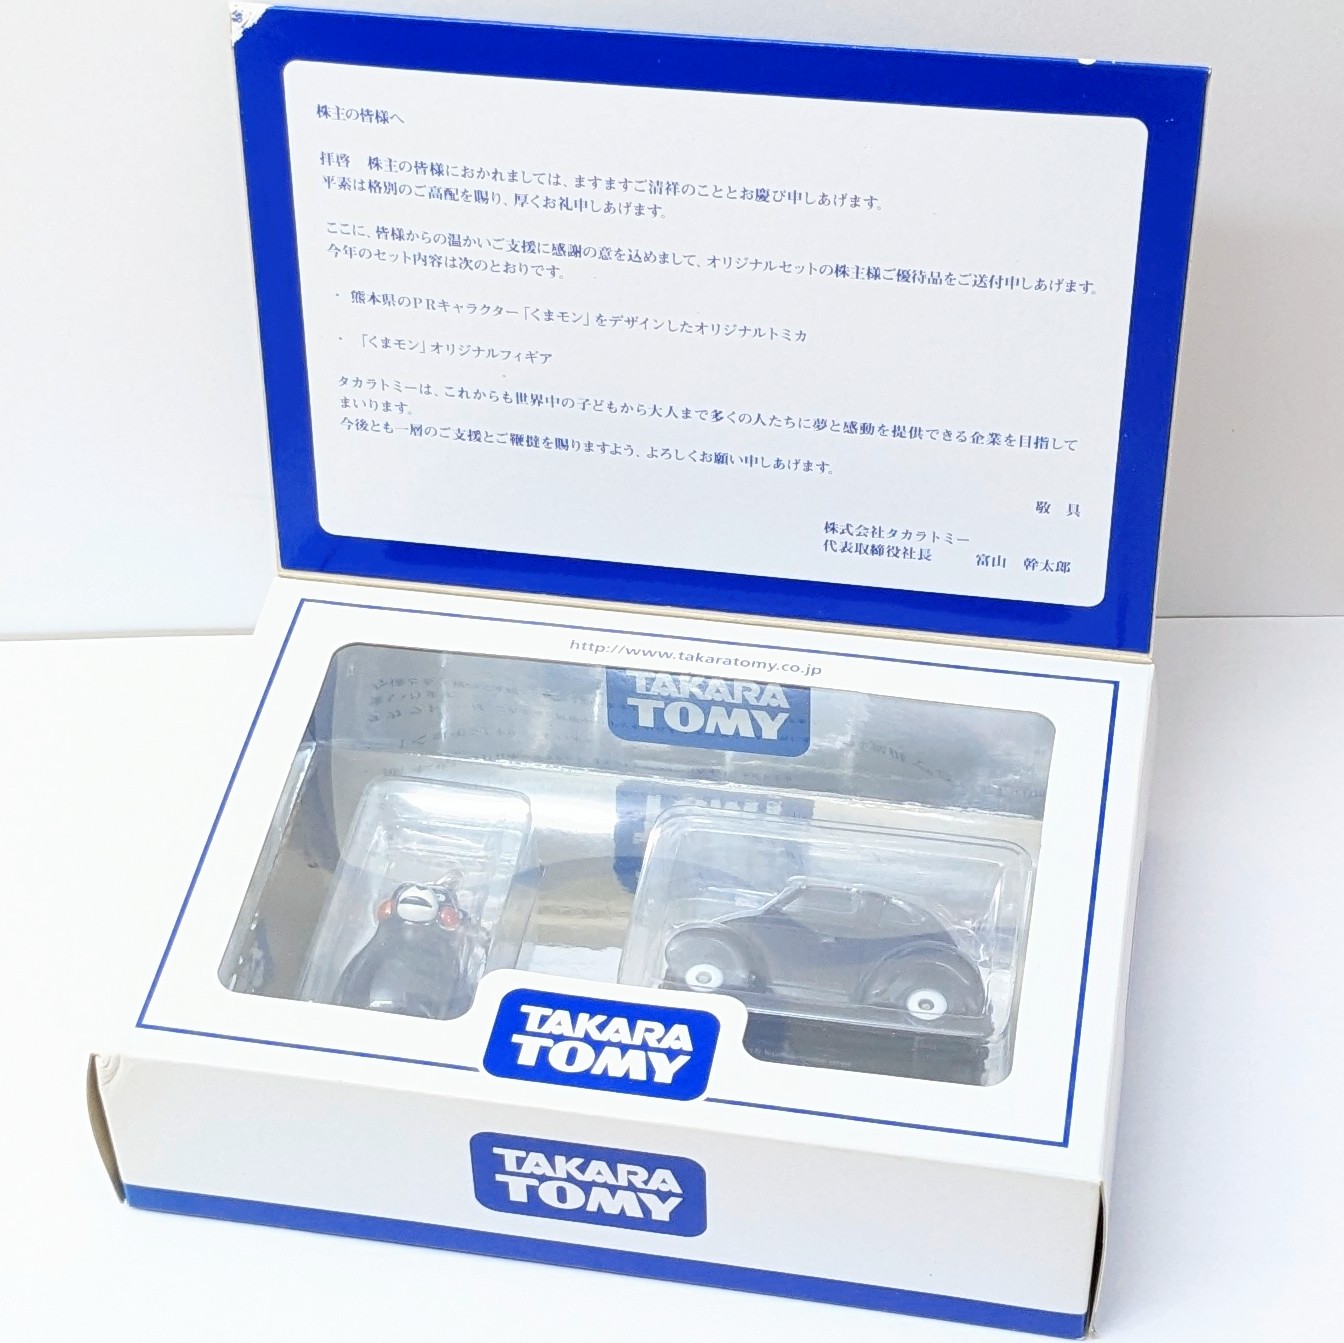 株主の皆様へ
拝啓　株主の皆様におかれましては、ますますご清祥のこととお慶び申しあげます。
平素は格別のご高配を賜り、厚くお礼申しあげます。
ここに、皆様からの温かいご支援に感謝の意を込めまして、オリジナルセットの株主様ご優待品をご送付申しあげます。
今年のセット内容は次のとおりです。
・ 熊本県のPRキャラクター「くまモン」をデザインしたオリジナルトミカ
・ 「くまモン」オリジナルフィギア
タカラトミーは、これからも世界中の子どもから大人まで多くの人たちに夢と感動を提供できる企業を目指して
まいります。
今後とも一層のご支援とご鞭撻を賜りますよう、よろしくお願い申しあげます。
敬　具
株式会社タカラトミー
代表取締役社長　富山　幹太郎
http://www.takaratomy.co.jp
TAKARA
TOMY
TAKARA
TOMY
TAKARA
TOMY